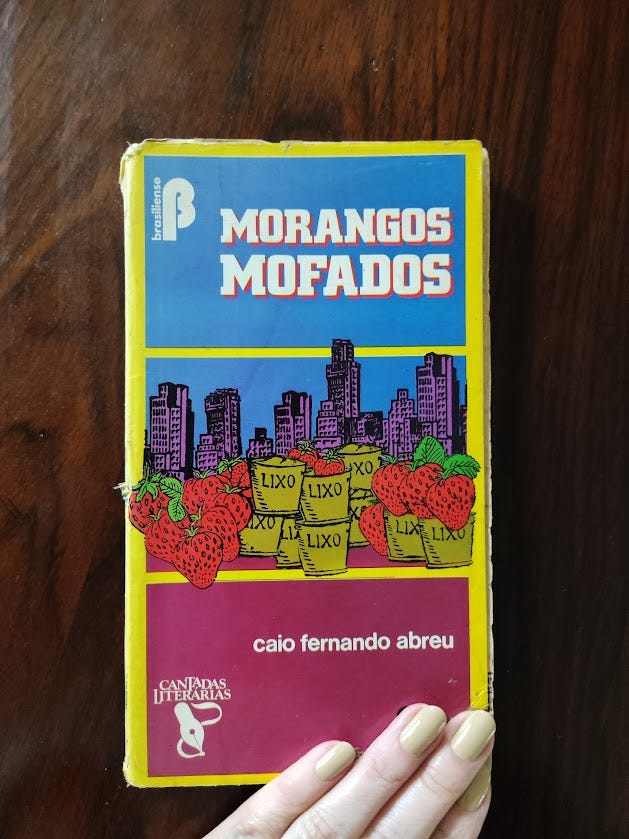 brasiliense
MORANGOS
MOFADOS
LIXO
LIXO
LIXO
LIXO
LIXO
LIXO
caio fernando abreu
CANTADAS
LITERARIAS